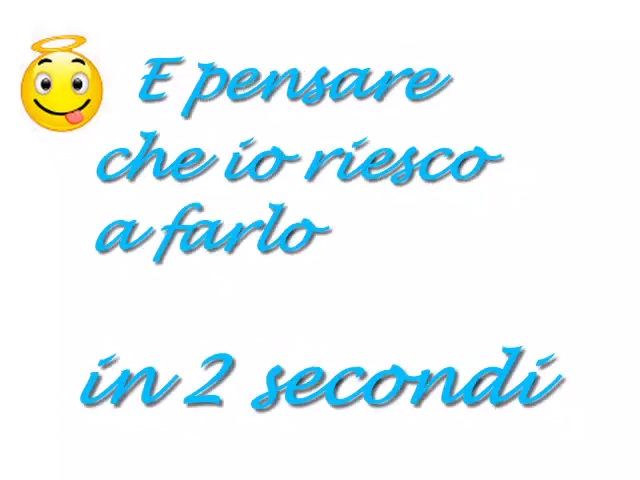 E pensare
che io riesco
a farlo
in 2 secondi